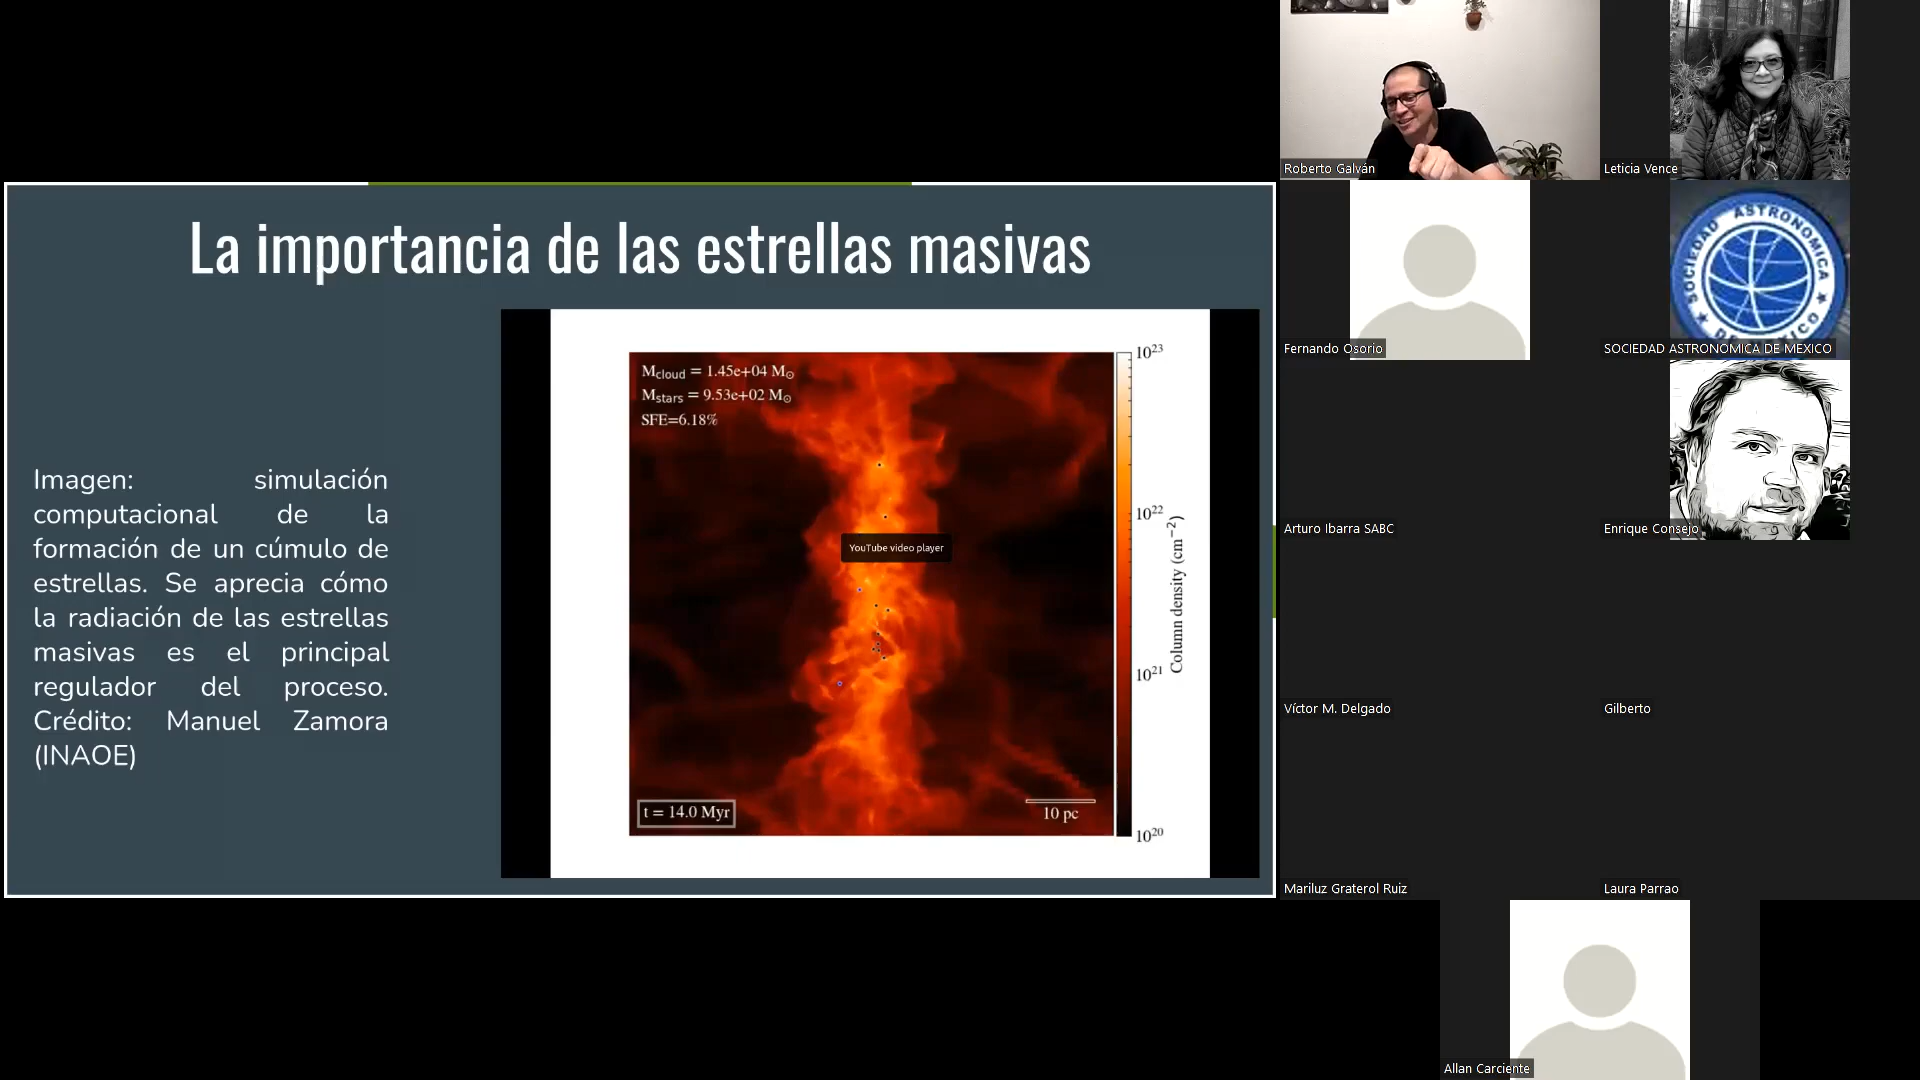 La importancia de las estrellas masivas
Imagen: simulación
computacional de la
formación de un cúmulo de
estrellas. Se aprecia cómo
la radiación de las estrellas
masivas es el principal
regulador del proceso.
Crédito: Manuel Zamora
(INAOE)
Mcloud = 1.45e+04 M⊙
Mstars = 9.53e+02 M⊙
SFE=6.18%
YouTube video player
t = 14.0 Myr
10 pc
10²³
10²²
10²¹
10²⁰
Column density (cm⁻²)
Roberto Galván
Leticia Vence
Fernando Osorio
SOCIEDAD ASTRONOMICA DE MEXICO
SOCIEDAD ASTRONOMICA
Arturo Ibarra SABC
Enrique Consejo
Víctor M. Delgado
Gilberto
Mariluz Graterol Ruiz
Laura Parrao
Allan Carciente